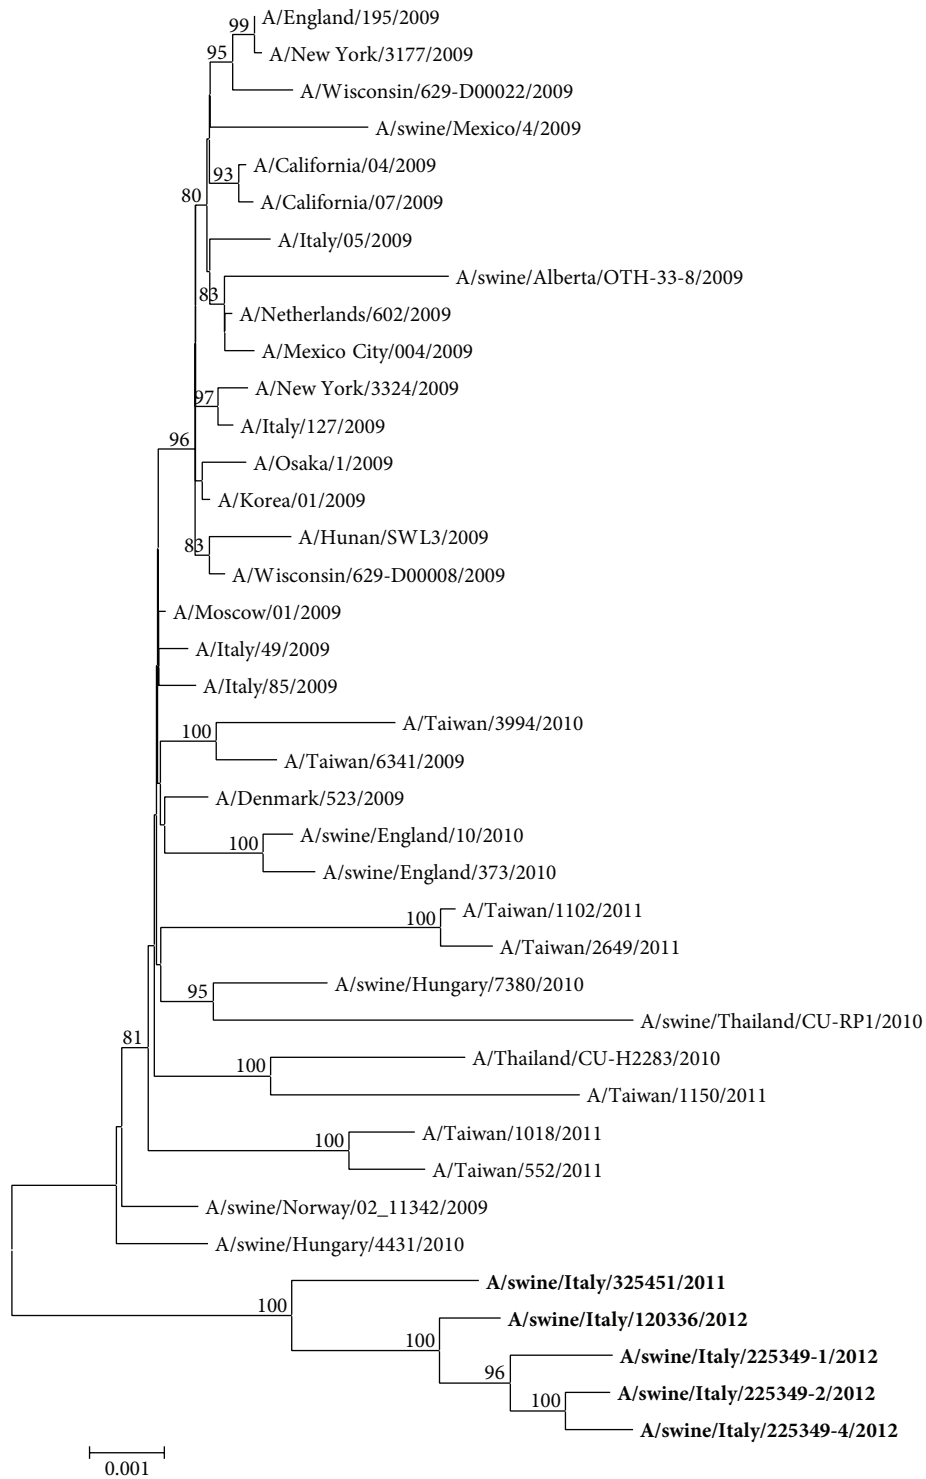 99
A/England/195/2009
95
A/New York/3177/2009
A/Wisconsin/629-D00022/2009
A/swine/Mexico/4/2009
93
A/California/04/2009
80
A/California/07/2009
A/Italy/05/2009
A/swine/Alberta/OTH-33-8/2009
83
A/Netherlands/602/2009
A/Mexico City/004/2009
97
A/New York/3324/2009
A/Italy/127/2009
96
A/Osaka/1/2009
A/Korea/01/2009
A/Hunan/SWL3/2009
83
A/Wisconsin/629-D00008/2009
A/Moscow/01/2009
A/Italy/49/2009
A/Italy/85/2009
A/Taiwan/3994/2010
100
A/Taiwan/6341/2009
A/Denmark/523/2009
A/swine/England/10/2010
100
A/swine/England/373/2010
A/Taiwan/1102/2011
100
A/Taiwan/2649/2011
A/swine/Hungary/7380/2010
95
A/swine/Thailand/CU-RP1/2010
81
A/Thailand/CU-H2283/2010
100
A/Taiwan/1150/2011
A/Taiwan/1018/2011
100
A/Taiwan/552/2011
A/swine/Norway/02_11342/2009
A/swine/Hungary/4431/2010
A/swine/Italy/325451/2011
100
A/swine/Italy/120336/2012
100
A/swine/Italy/225349-1/2012
96
A/swine/Italy/225349-2/2012
100
A/swine/Italy/225349-4/2012
0.001